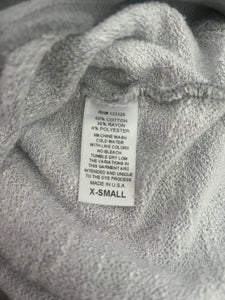 RN# 133326
60% COTTON
36% RAYON
4% POLYESTER
MACHINE WASH
COLD WATER
WITH LIKE COLORS
NO BLEACH
TUMBLE DRY LOW
THE VARIATIONS IN
THIS GARMENT ARE
INTENDED AND UNIQUE
TO THE DYE PROCESS
MADE IN U.S.A
X-SMALL